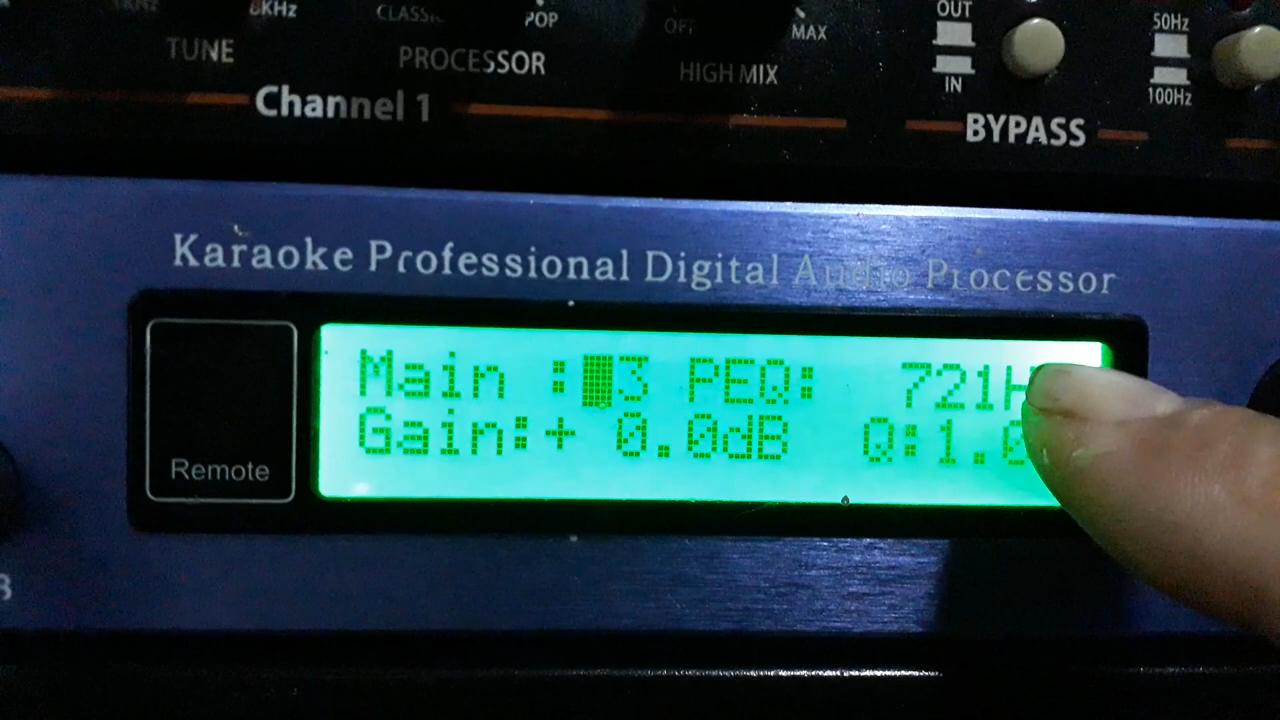 8KHz
CLASSIC
POP
OFF
MAX
OUT
50Hz
TUNE
PROCESSOR
HIGH MIX
IN
100Hz
Channel 1
BYPASS
Karaoke Professional Digital Audio Processor
Main : 3 PEQ: 721H
Gain:+ 0.0dB Q:1.0
Remote